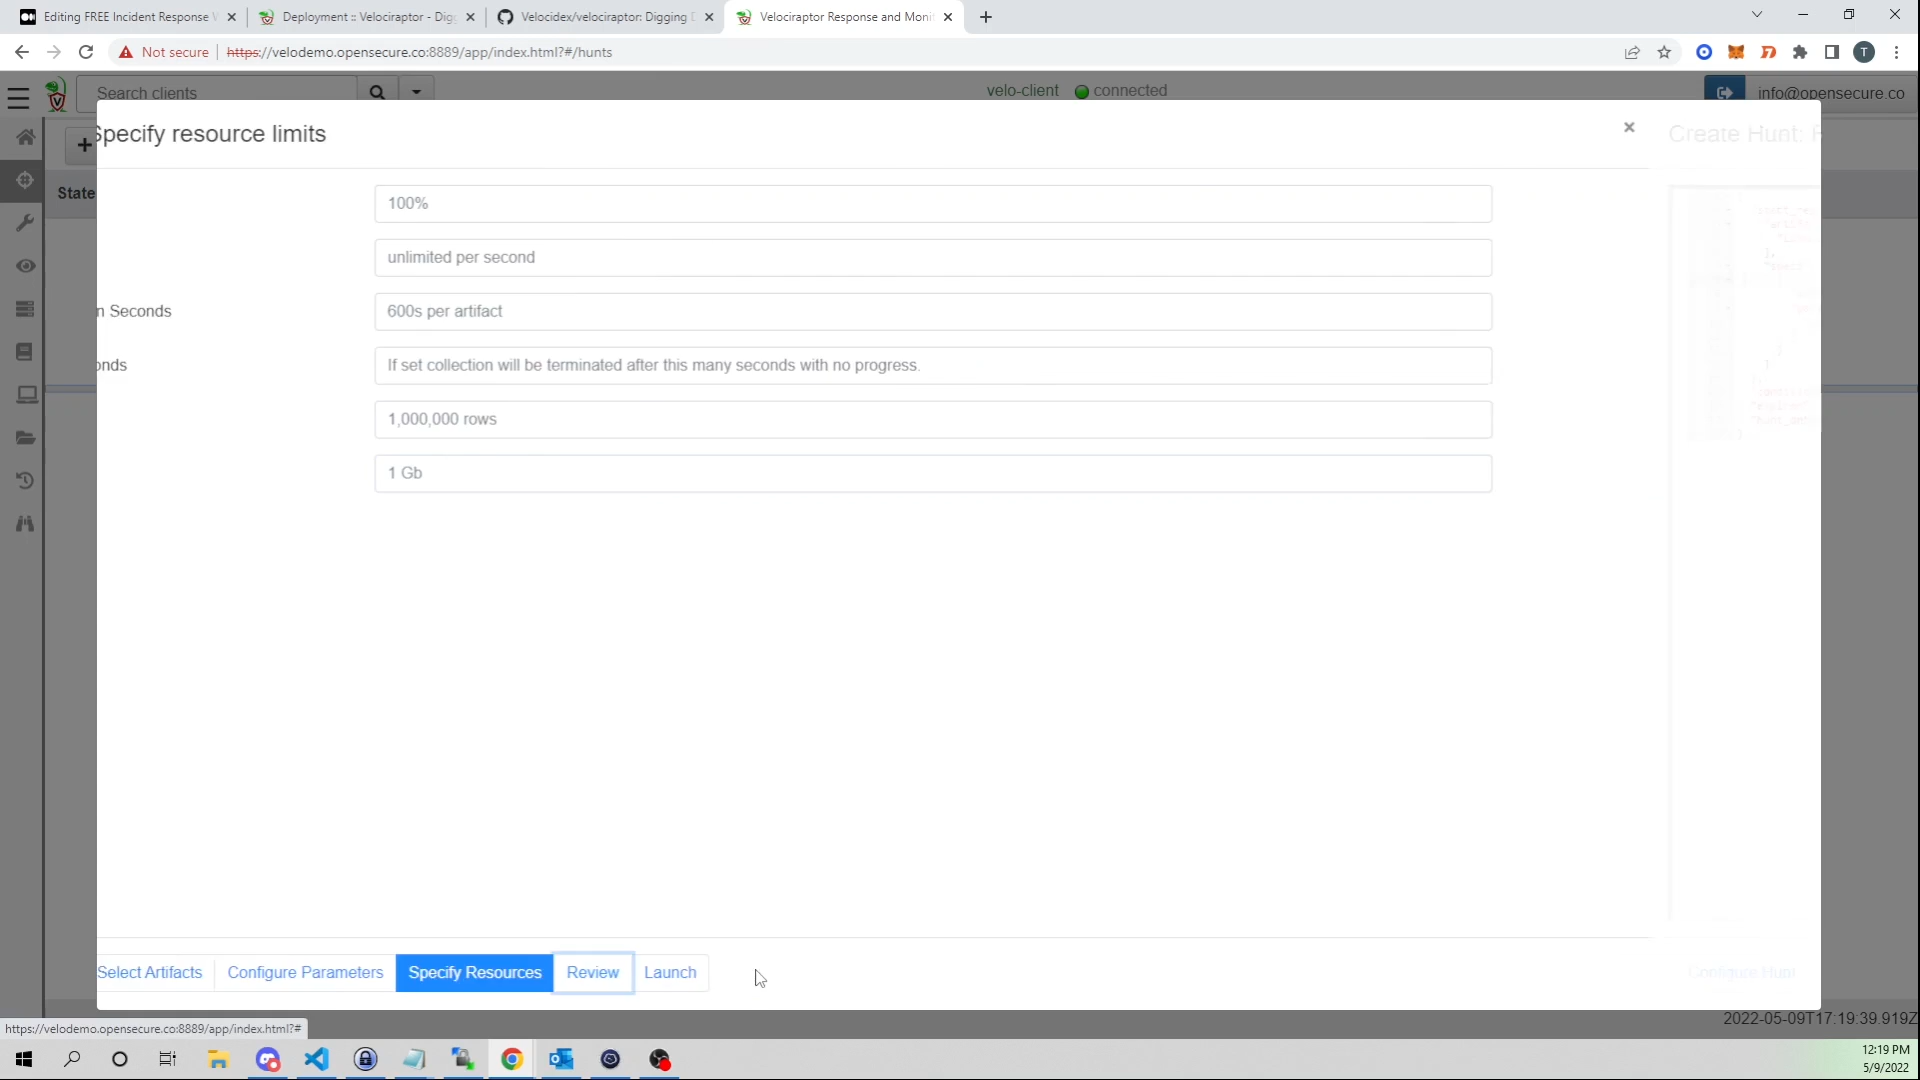 Editing FREE Incident Response
Deployment :: Velociraptor - Digg
Velocidex/velociraptor: Digging D
Velociraptor Response and Monit
Not secure
https://velodemo.opensecure.co:8889/app/index.html?#/hunts
T
Search clients
velo-client
connected
info@opensecure.co
Specify resource limits
Create Hunt:
State
100%
unlimited per second
n Seconds
600s per artifact
onds
If set collection will be terminated after this many seconds with no progress.
1,000,000 rows
1 Gb
Select Artifacts
Configure Parameters
Specify Resources
Review
Launch
Configure Hunt
2022-05-09T17:19:39.919Z
https://velodemo.opensecure.co:8889/app/index.html?#
12:19 PM
5/9/2022